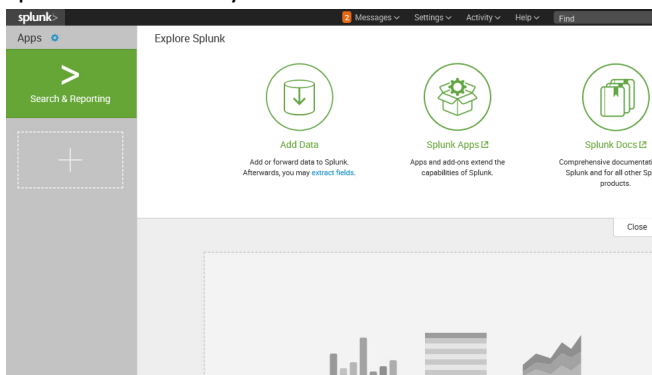 splunk>
2 Messages Settings Activity Help Find
Apps
Explore Splunk
>
Search & Reporting
Add Data
Add or forward data to Splunk.
Afterwards, you may extract fields.
Splunk Apps
Apps and add-ons extend the
capabilities of Splunk.
Splunk Docs
Comprehensive
Splunk and for all other
products.
Close